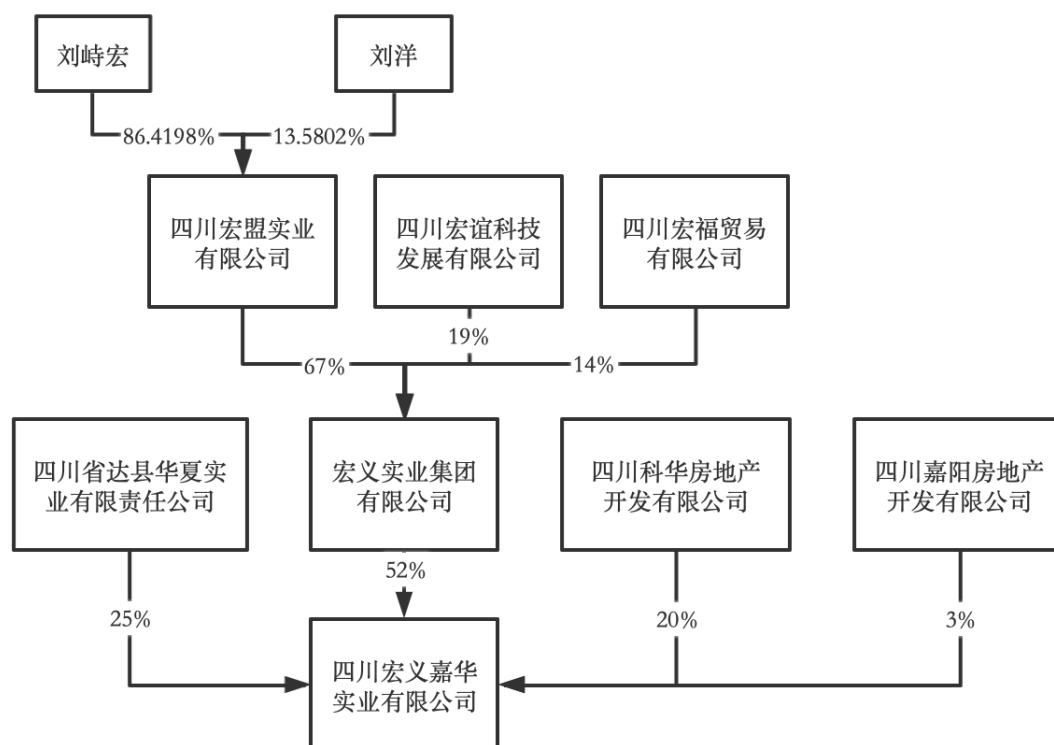 刘峙宏
刘洋
86.4198%
13.5802%
四川宏盟实业
有限公司
四川宏谊科技
发展有限公司
四川宏福贸易
有限公司
19%
67%
14%
四川省达县华夏实
业有限责任公司
宏义实业集团
有限公司
四川科华房地产
开发有限公司
四川嘉阳房地产
开发有限公司
52%
25%
20%
3%
四川宏义嘉华
实业有限公司